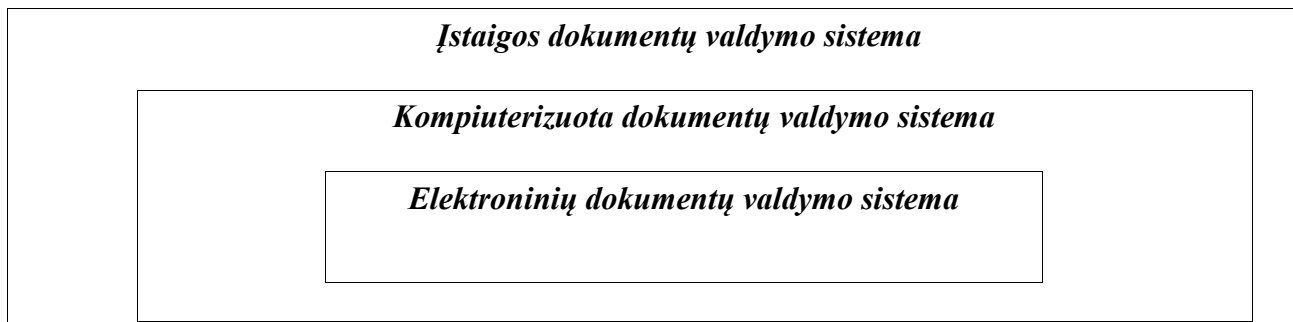 Įstaigos dokumentų valdymo sistema
Kompiuterizuota dokumentų valdymo sistema
Elektroninių dokumentų valdymo sistema